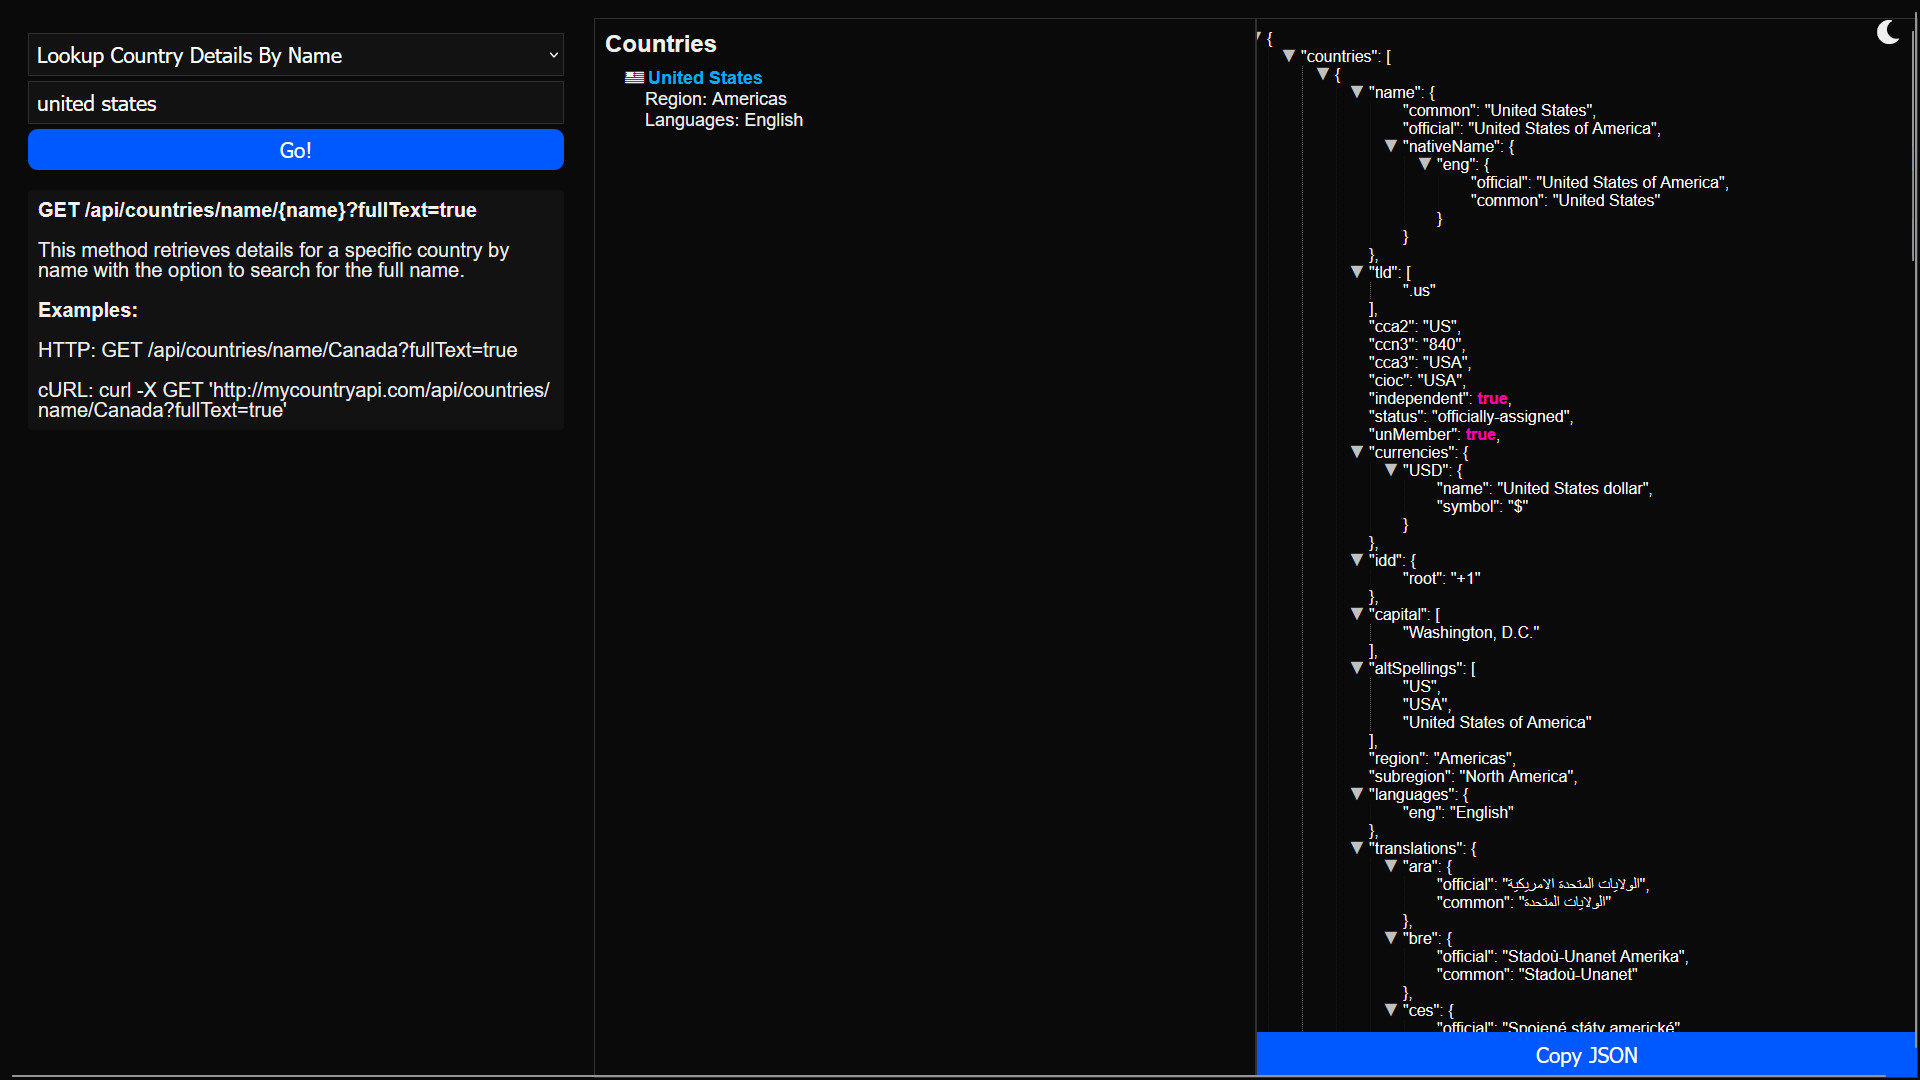 Lookup Country Details By Name
united states
Go!
GET /api/countries/name/{name}?fullText=true
This method retrieves details for a specific country by
name with the option to search for the full name.
Examples:
HTTP: GET /api/countries/name/Canada?fullText=true
cURL: curl -X GET 'http://mycountryapi.com/api/countries/
name/Canada?fullText=true'
Countries
United States
Region: Americas
Languages: English
{
"countries": [
{
"name": {
"common": "United States",
"official": "United States of America",
"nativeName": {
"eng": {
"official": "United States of America",
"common": "United States"
}
}
},
"tld": [
".us"
],
"cca2": "US",
"ccn3": "840",
"cca3": "USA",
"cioc": "USA",
"independent": true,
"status": "officially-assigned",
"unMember": true,
"currencies": {
"USD": {
"name": "United States dollar",
"symbol": "$"
}
},
"idd": {
"root": "+1"
},
"capital": [
"Washington, D.C."
],
"altSpellings": [
"US",
"USA",
"United States of America"
],
"region": "Americas",
"subregion": "North America",
"languages": {
"eng": "English"
},
"translations": {
"ara": {
"official": "الولايات المتحدة الامريكية",
"common": "الولايات المتحدة"
},
"bre": {
"official": "Stadoù-Unanet Amerika",
"common": "Stadoù-Unanet"
},
"ces": {
"official": "Spojené státy americké"
Copy JSON